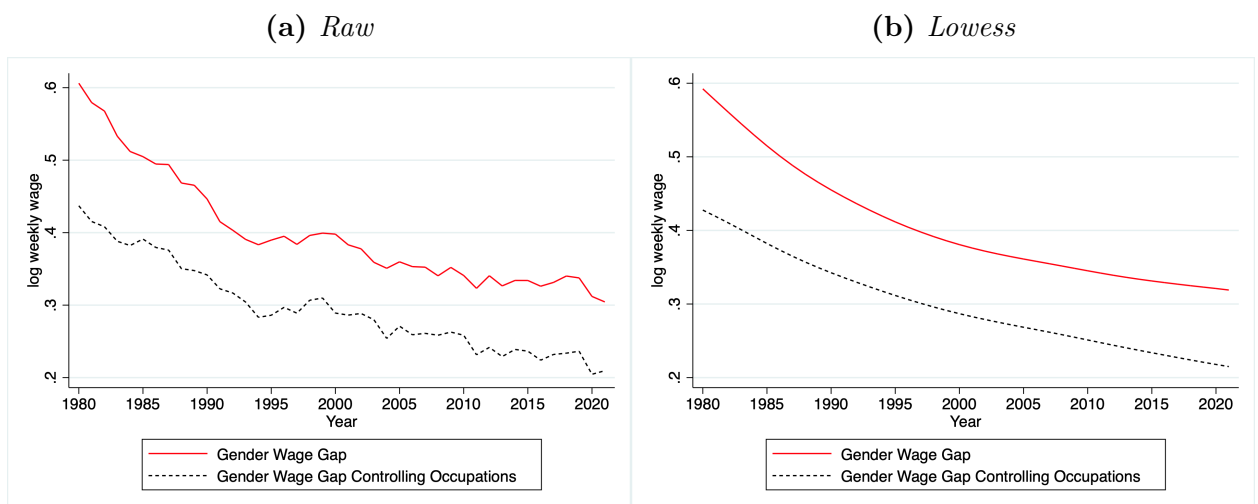 (a) Raw
log weekly wage
.6
.5
.4
.3
.2
1980 1985 1990 1995 2000 2005 2010 2015 2020
Year
Gender Wage Gap
Gender Wage Gap Controlling Occupations
(b) Lowess
log weekly wage
.6
.5
.4
.3
.2
1980 1985 1990 1995 2000 2005 2010 2015 2020
Year
Gender Wage Gap
Gender Wage Gap Controlling Occupations